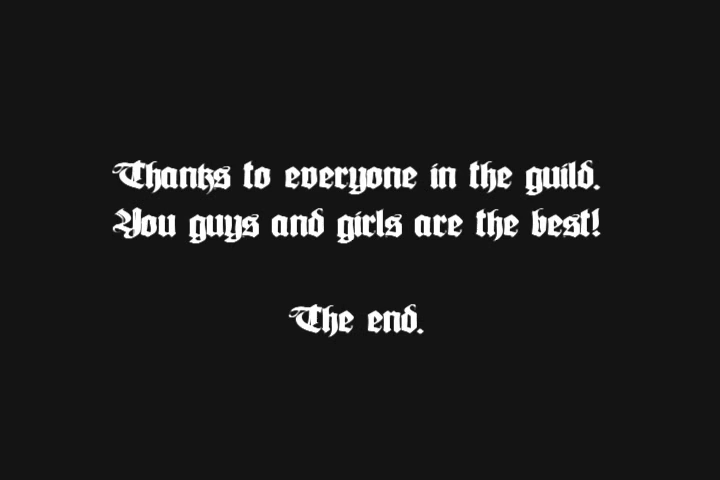 Thanks to everyone in the guild.
You guys and girls are the best!
The end.